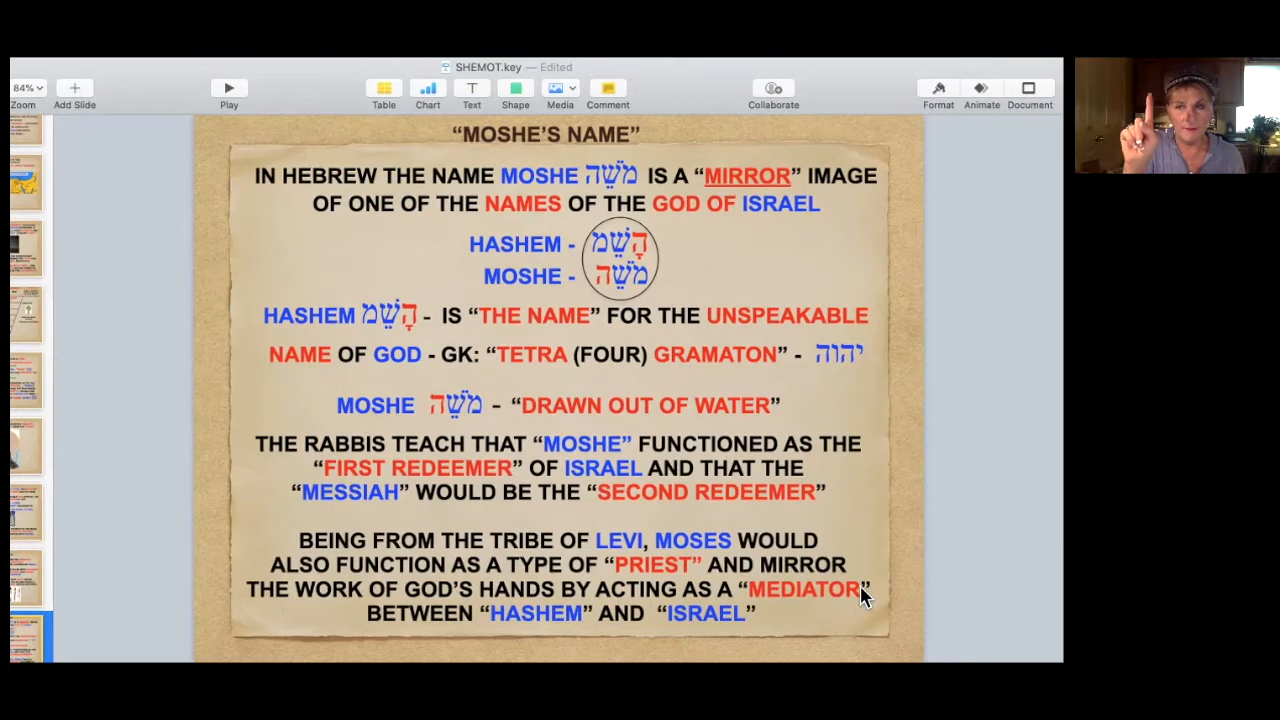 SHEMOT.key — Edited
84%
Zoom
Add Slide
Play
Table
Chart
Text
Shape
Media
Comment
Collaborate
Format
Animate
Document
“MOSHE’S NAME”
IN HEBREW THE NAME MOSHE מֹשֵׁה IS A “MIRROR” IMAGE
OF ONE OF THE NAMES OF THE GOD OF ISRAEL
HASHEM - הָשֵׁמ
MOSHE - מֹשֵׁה
HASHEM הָשֵׁמ - IS “THE NAME” FOR THE UNSPEAKABLE
NAME OF GOD - GK: “TETRA (FOUR) GRAMATON” - יהוה
MOSHE מֹשֵׁה - “DRAWN OUT OF WATER”
THE RABBIS TEACH THAT “MOSHE” FUNCTIONED AS THE
“FIRST REDEEMER” OF ISRAEL AND THAT THE
“MESSIAH” WOULD BE THE “SECOND REDEEMER”
BEING FROM THE TRIBE OF LEVI, MOSES WOULD
ALSO FUNCTION AS A TYPE OF “PRIEST” AND MIRROR
THE WORK OF GOD’S HANDS BY ACTING AS A “MEDIATOR”
BETWEEN “HASHEM” AND “ISRAEL”